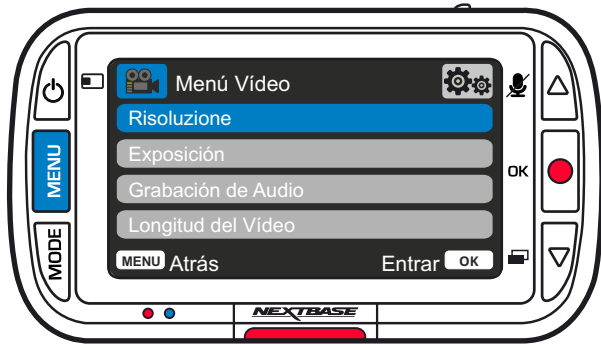 Menú Vídeo
Risoluzione
MENU
Exposición
OK
Grabación de Audio
Longitud del Vídeo
MODE
MENU Atrás Entrar OK
NEXTBASE